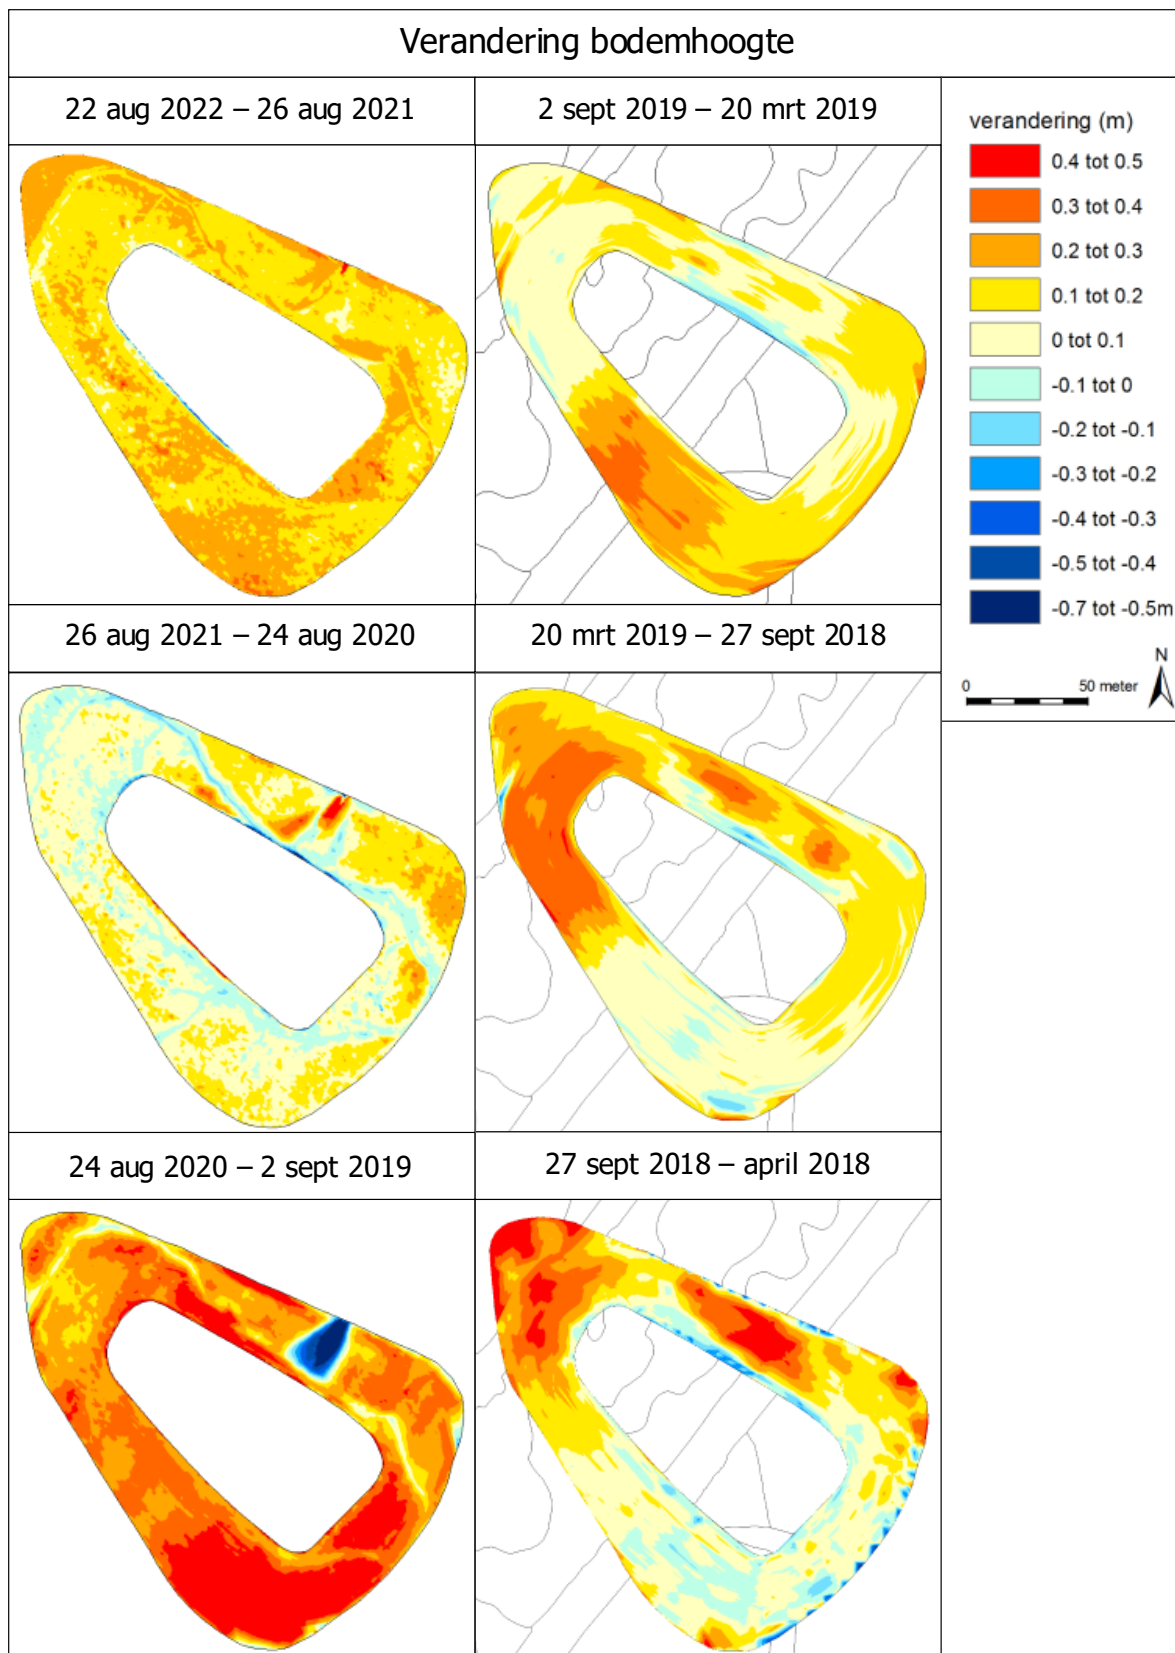 Verandering bodemhoogte
22 aug 2022 – 26 aug 2021
2 sept 2019 – 20 mrt 2019
verandering (m)
0.4 tot 0.5
0.3 tot 0.4
0.2 tot 0.3
0.1 tot 0.2
0 tot 0.1
-0.1 tot 0
-0.2 tot -0.1
-0.3 tot -0.2
-0.4 tot -0.3
-0.5 tot -0.4
-0.7 tot -0.5m
N
0 50 meter
26 aug 2021 – 24 aug 2020
20 mrt 2019 – 27 sept 2018
24 aug 2020 – 2 sept 2019
27 sept 2018 – april 2018